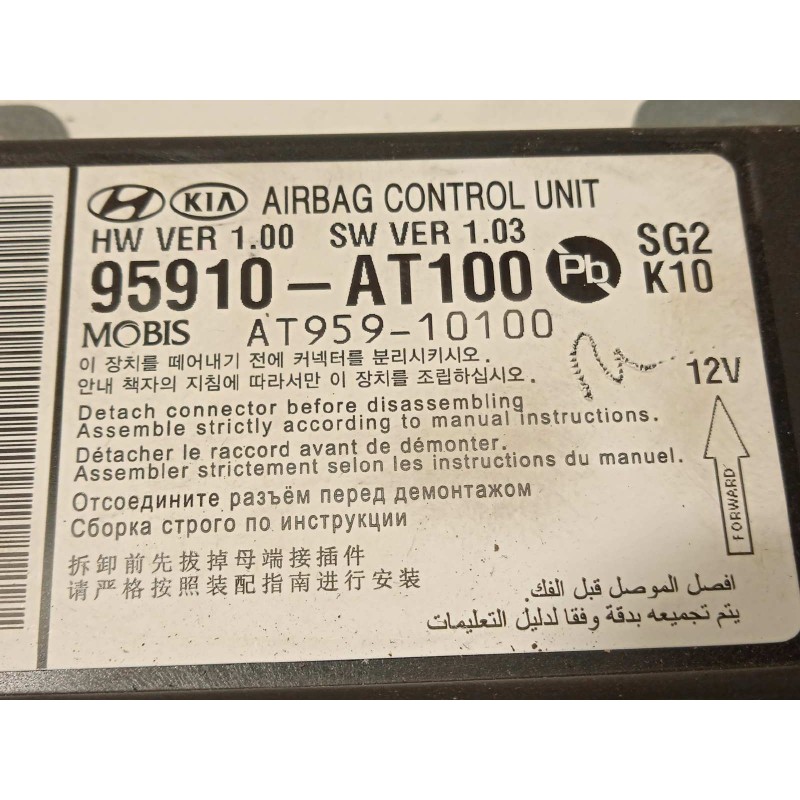 KIA AIRBAG CONTROL UNIT
HW VER 1.00 SW VER 1.03
95910-AT100 Pb SG2
K10
MOBIS AT959-10100
이 장치를 떼어내기 전에 커넥터를 분리시키시오.
안내 책자의 지침에 따라서만 이 장치를 조립하십시오.
12V
Detach connector before disassembling
Assemble strictly according to manual instructions.
Détacher le raccord avant de démonter.
Assembler strictement selon les instructions du manuel.
FORWARD
Отсоедините разъём перед демонтажом
Сборка строго по инструкции
拆卸前先拔掉母端接插件
请严格按照装配指南进行安装
افصل الموصل قبل الفك.
يتم تجميعه بدقة وفقا لدليل التعليمات